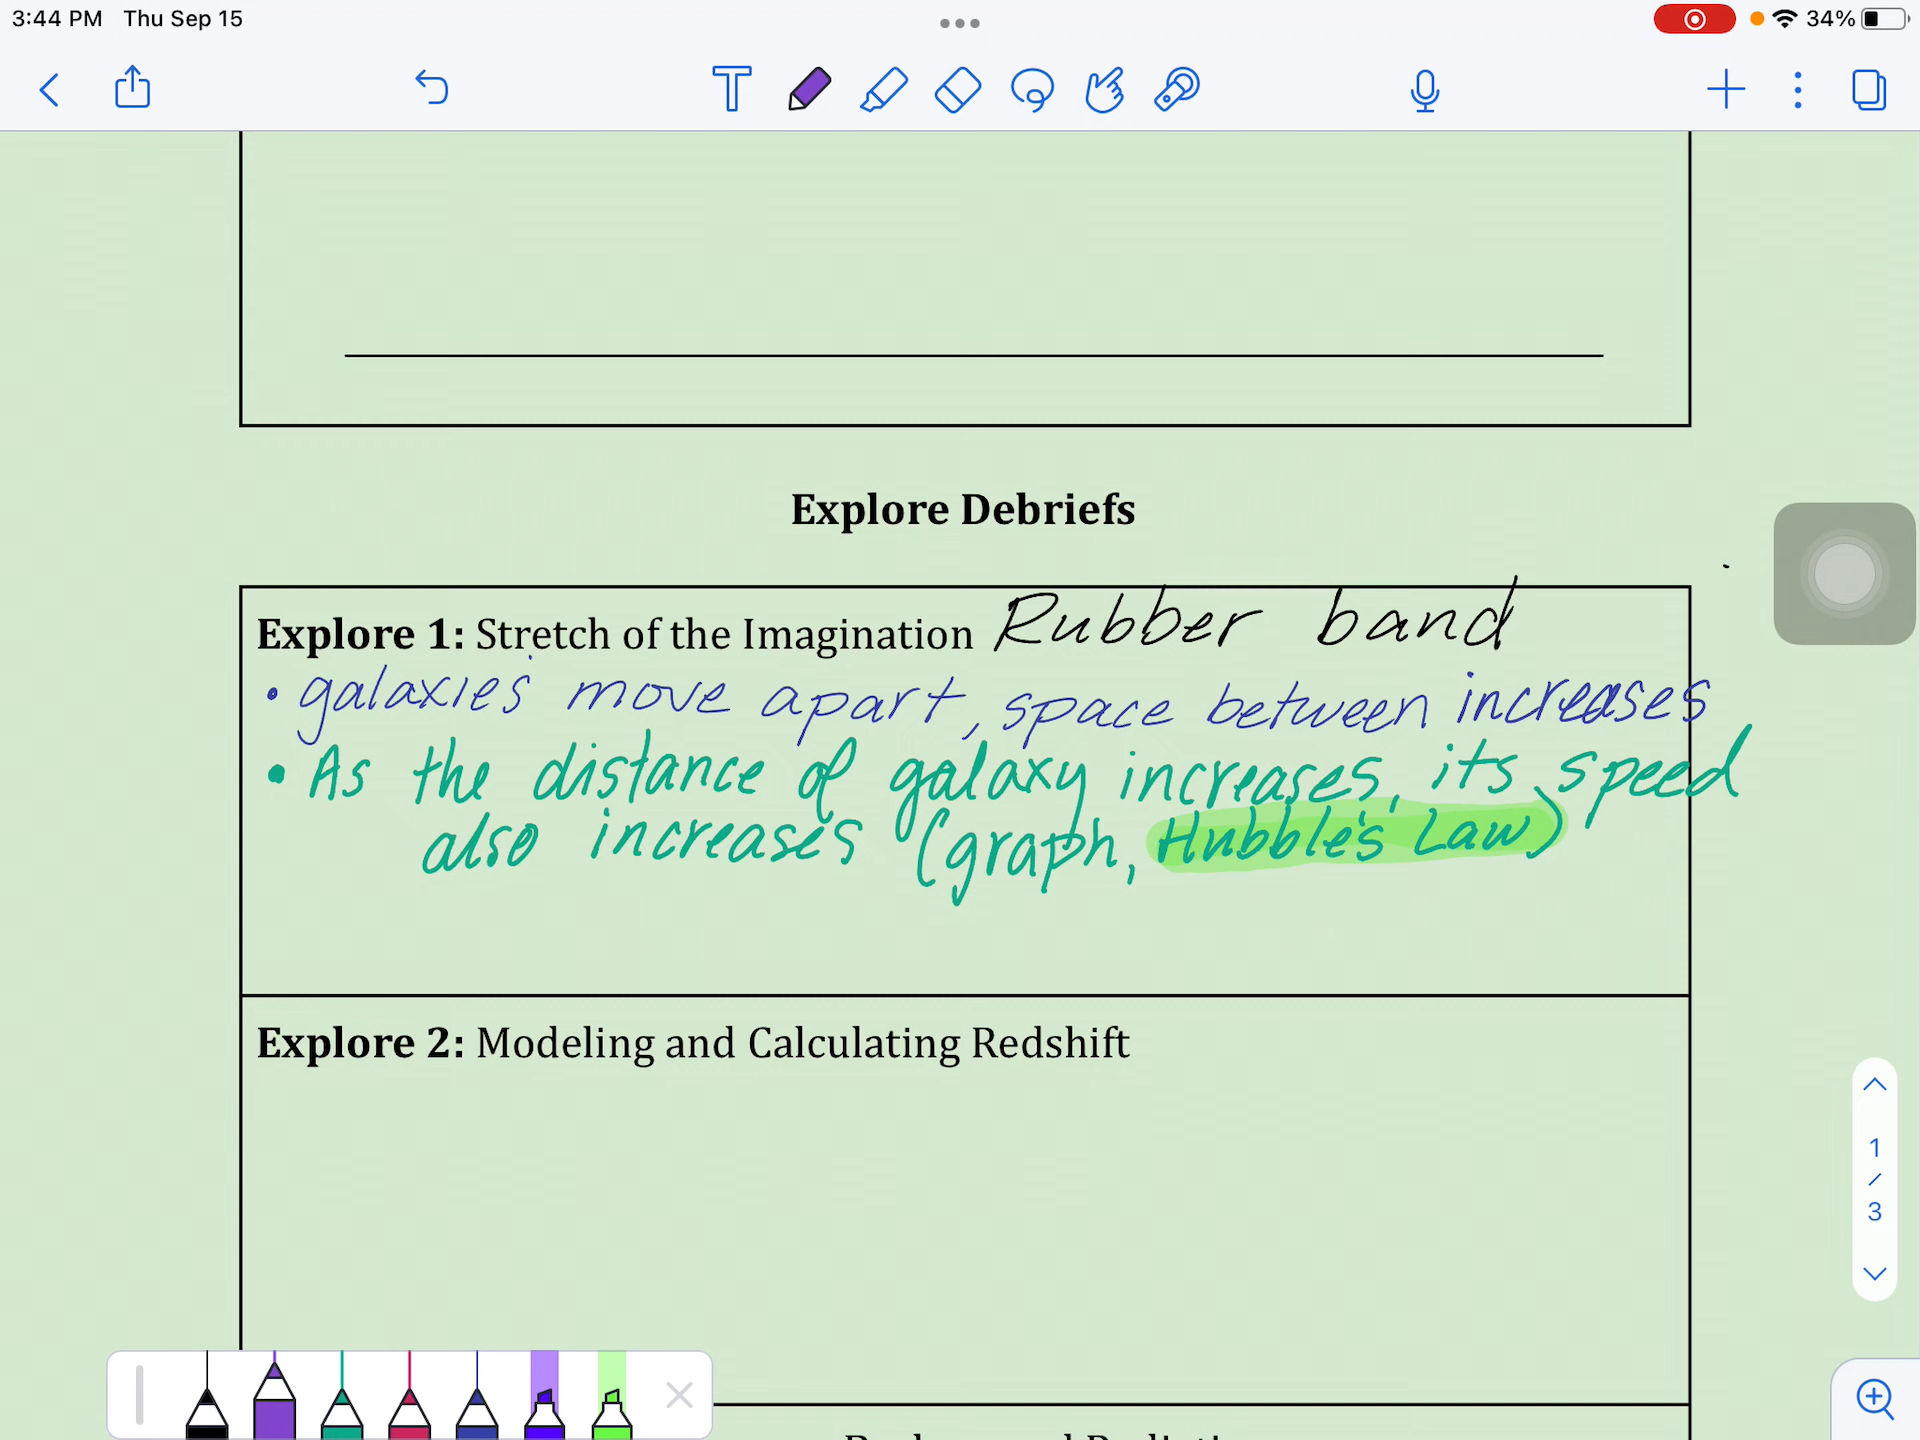 3:44 PM Thu Sep 15
34%
Explore Debriefs
Explore 1: Stretch of the Imagination Rubber band
• galaxies move apart, space between increases
• As the distance of galaxy increases, its speed
also increases (graph, Hubble's Law)
Explore 2: Modeling and Calculating Redshift
1
/
3